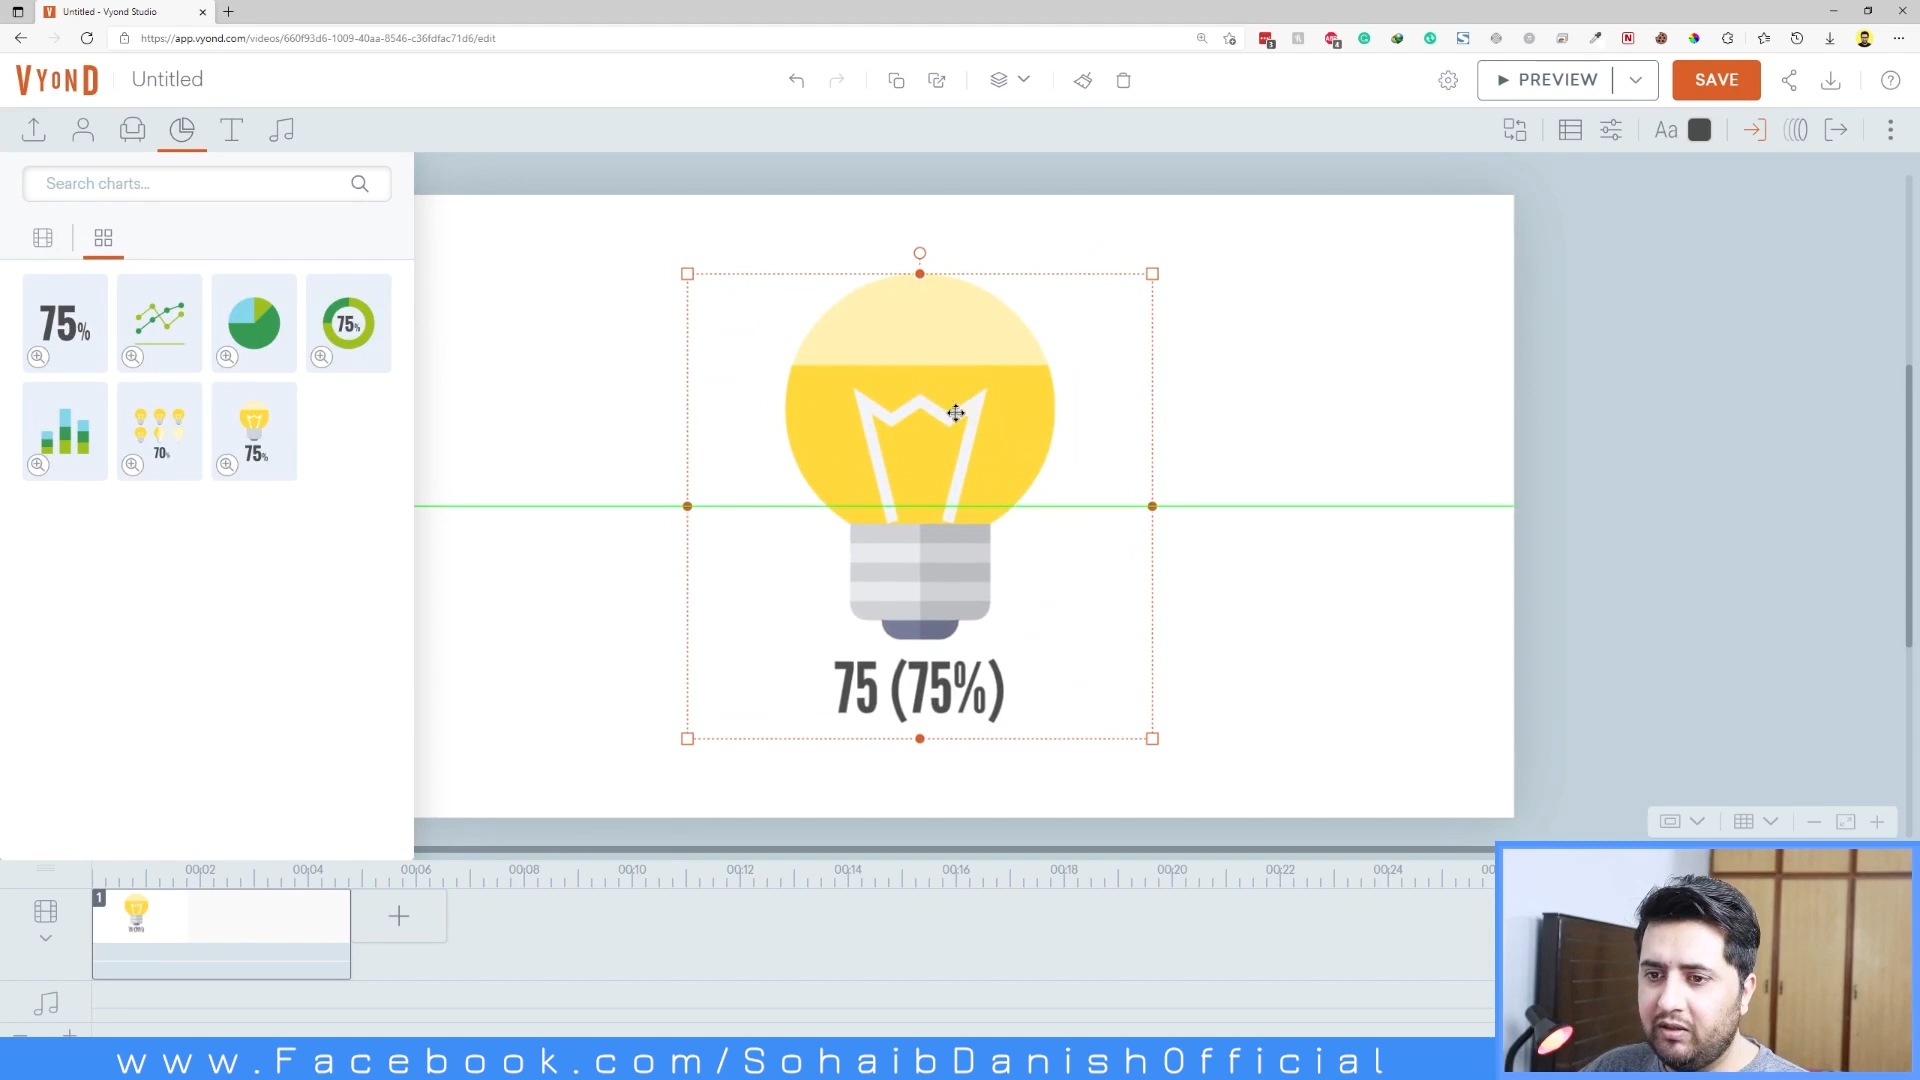 Untitled - Vyond Studio
https://app.vyond.com/videos/660f93d6-1009-40aa-8546-c36fdfac71d6/edit
VYOND
Untitled
PREVIEW
SAVE
Aa
Search charts...
75%
75%
70%
75%
75 (75%)
00:02
00:04
00:06
00:08
00:10
00:12
00:14
00:16
00:18
00:20
00:22
00:24
1
www.Facebook.com/SohaibDanishOfficial